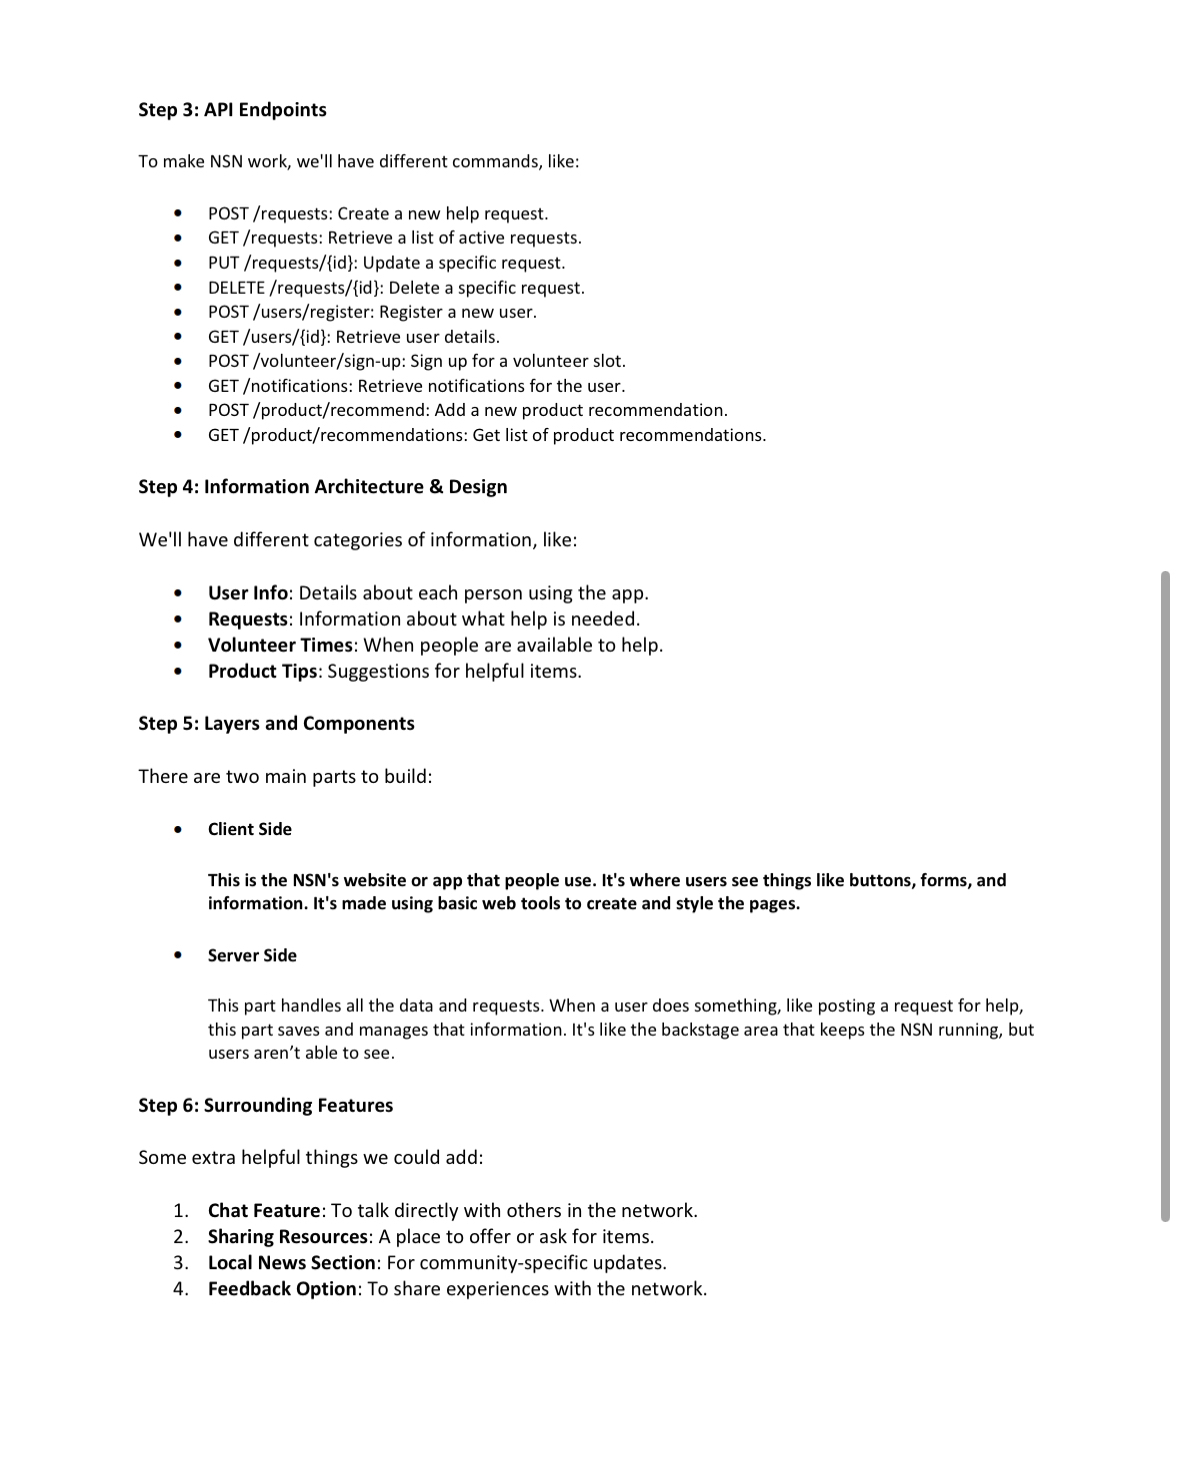 Step 3: API Endpoints
To make NSN work, we'll have different commands, like:
• POST /requests: Create a new help request.
• GET /requests: Retrieve a list of active requests.
• PUT /requests/{id}: Update a specific request.
• DELETE /requests/{id}: Delete a specific request.
• POST /users/register: Register a new user.
• GET /users/{id}: Retrieve user details.
• POST /volunteer/sign-up: Sign up for a volunteer slot.
• GET /notifications: Retrieve notifications for the user.
• POST /product/recommend: Add a new product recommendation.
• GET /product/recommendations: Get list of product recommendations.
Step 4: Information Architecture & Design
We'll have different categories of information, like:
• User Info: Details about each person using the app.
• Requests: Information about what help is needed.
• Volunteer Times: When people are available to help.
• Product Tips: Suggestions for helpful items.
Step 5: Layers and Components
There are two main parts to build:
• Client Side
This is the NSN's website or app that people use. It's where users see things like buttons, forms, and
information. It's made using basic web tools to create and style the pages.
• Server Side
This part handles all the data and requests. When a user does something, like posting a request for help,
this part saves and manages that information. It's like the backstage area that keeps the NSN running, but
users aren’t able to see.
Step 6: Surrounding Features
Some extra helpful things we could add:
1. Chat Feature: To talk directly with others in the network.
2. Sharing Resources: A place to offer or ask for items.
3. Local News Section: For community-specific updates.
4. Feedback Option: To share experiences with the network.